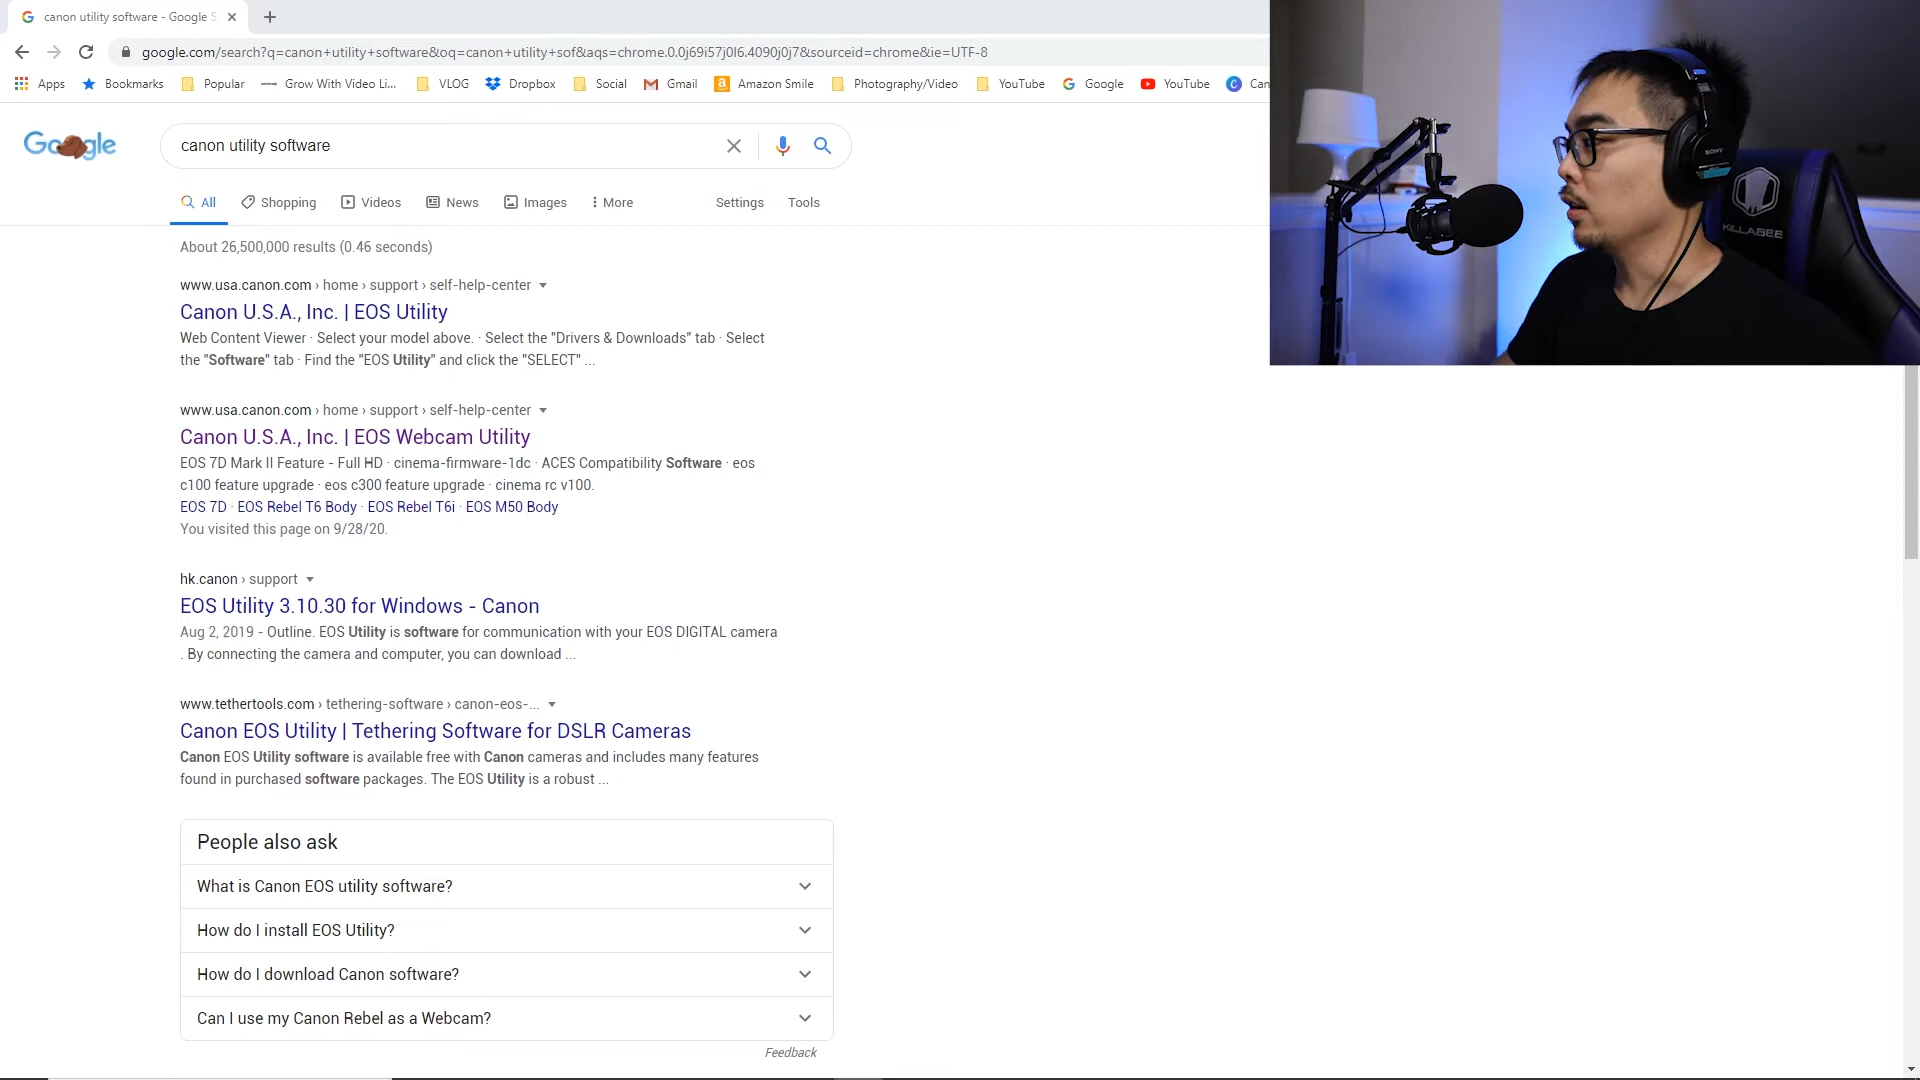 canon utility software - Google S
google.com/search?q=canon+utility+software&oq=canon+utility+sof&aqs=chrome.0.0j69i57j0l6.4090j0j7&sourceid=chrome&ie=UTF-8
Apps Bookmarks Popular Grow With Video Li... VLOG Dropbox Social Gmail Amazon Smile Photography/Video YouTube Google YouTube Can
Google
canon utility software
All Shopping Videos News Images More Settings Tools
About 26,500,000 results (0.46 seconds)
www.usa.canon.com › home › support › self-help-center
Canon U.S.A., Inc. | EOS Utility
Web Content Viewer · Select your model above. · Select the "Drivers & Downloads" tab · Select
the "Software" tab · Find the "EOS Utility" and click the "SELECT" ...
www.usa.canon.com › home › support › self-help-center
Canon U.S.A., Inc. | EOS Webcam Utility
EOS 7D Mark II Feature - Full HD · cinema-firmware-1dc · ACES Compatibility Software · eos
c100 feature upgrade · eos c300 feature upgrade · cinema rc v100.
EOS 7D · EOS Rebel T6 Body · EOS Rebel T6i · EOS M50 Body
You visited this page on 9/28/20.
hk.canon › support
EOS Utility 3.10.30 for Windows - Canon
Aug 2, 2019 - Outline. EOS Utility is software for communication with your EOS DIGITAL camera
. By connecting the camera and computer, you can download ...
www.tethertools.com › tethering-software › canon-eos-...
Canon EOS Utility | Tethering Software for DSLR Cameras
Canon EOS Utility software is available free with Canon cameras and includes many features
found in purchased software packages. The EOS Utility is a robust ...
People also ask
What is Canon EOS utility software?
How do I install EOS Utility?
How do I download Canon software?
Can I use my Canon Rebel as a Webcam?
Feedback
SONY
KILLABEE